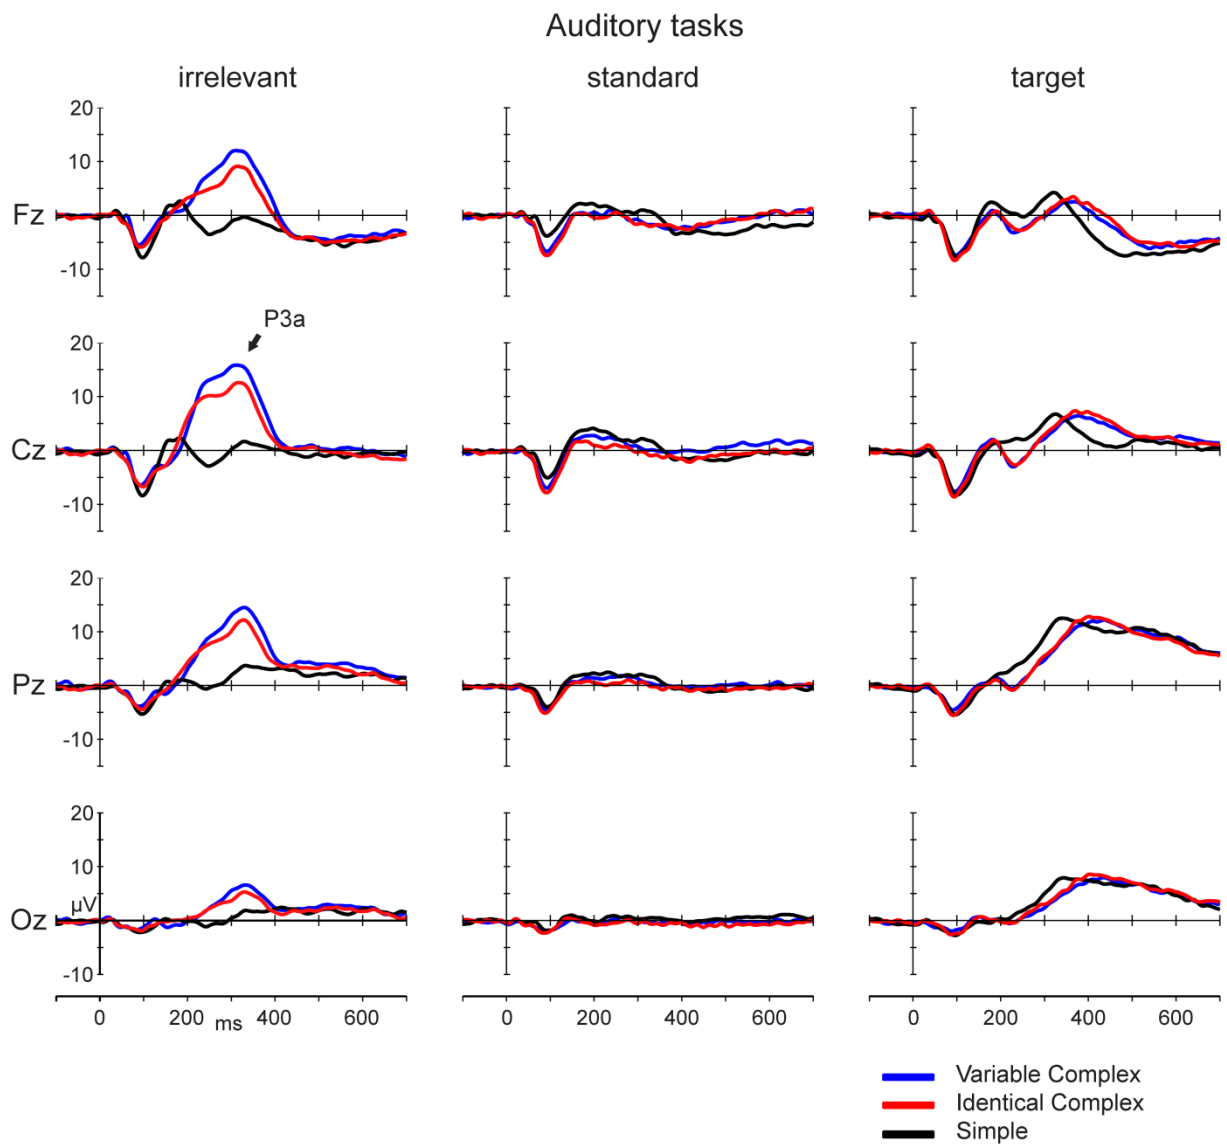 Auditory tasks
irrelevant standard target
20
10
Fz
-10
P3a
20
10
Cz
-10
20
10
Pz
-10
20
10
µV
Oz
-10
0 200 ms 400 600 0 200 400 600 0 200 400 600
Variable Complex
Identical Complex
Simple